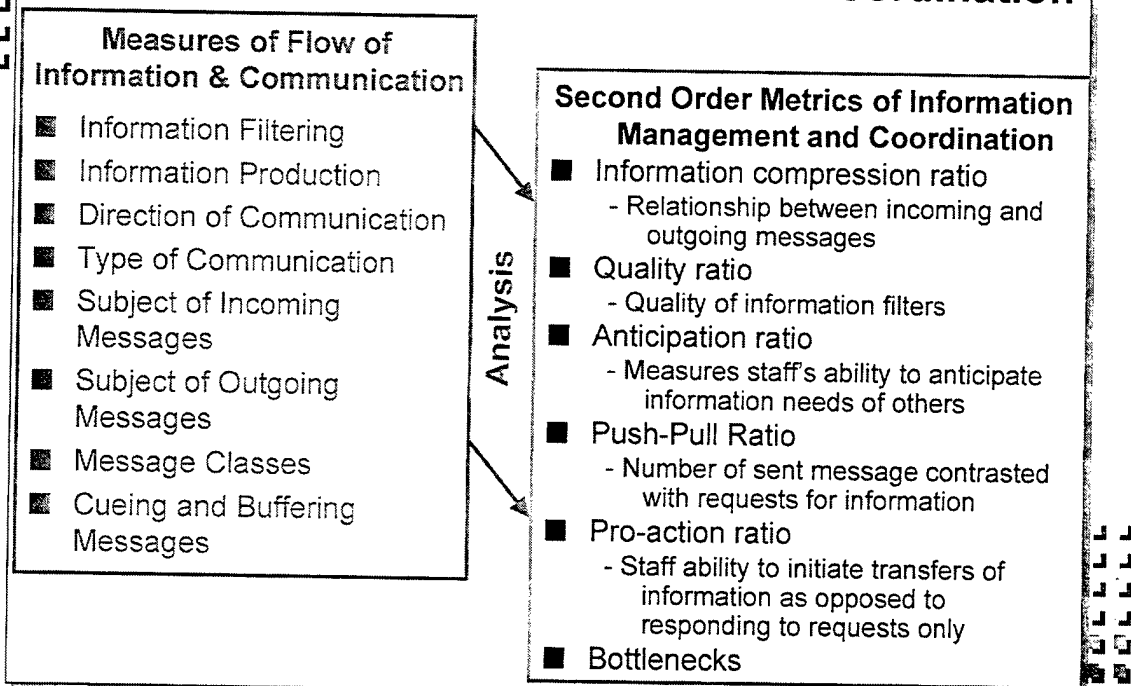 Measures of Flow of
Information & Communication
Information Filtering
Information Production
Direction of Communication
Type of Communication
Subject of Incoming
Messages
Subject of Outgoing
Messages
Message Classes
Cueing and Buffering
Messages
Analysis
Second Order Metrics of Information
Management and Coordination
Information compression ratio
- Relationship between incoming and
outgoing messages
Quality ratio
- Quality of information filters
Anticipation ratio
- Measures staff's ability to anticipate
information needs of others
Push-Pull Ratio
- Number of sent message contrasted
with requests for information
Pro-action ratio
- Staff ability to initiate transfers of
information as opposed to
responding to requests only
Bottlenecks